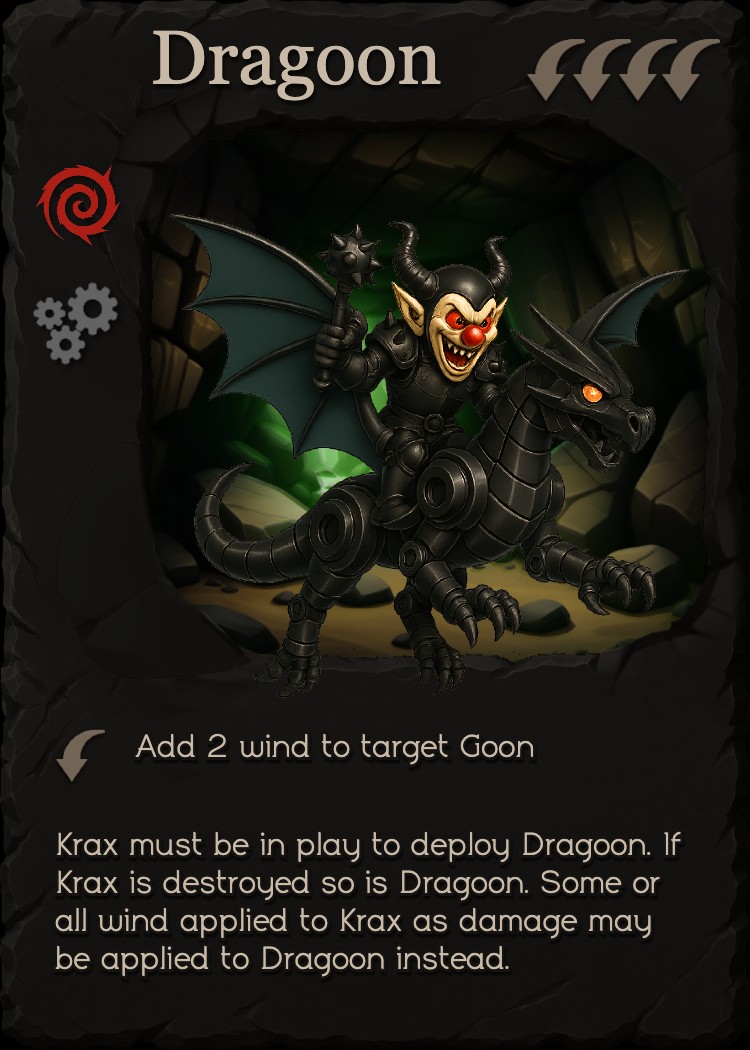 Dragoon
Add 2 wind to target Goon
Krax must be in play to deploy Dragoon. If
Krax is destroyed so is Dragoon. Some or
all wind applied to Krax as damage may
be applied to Dragoon instead.